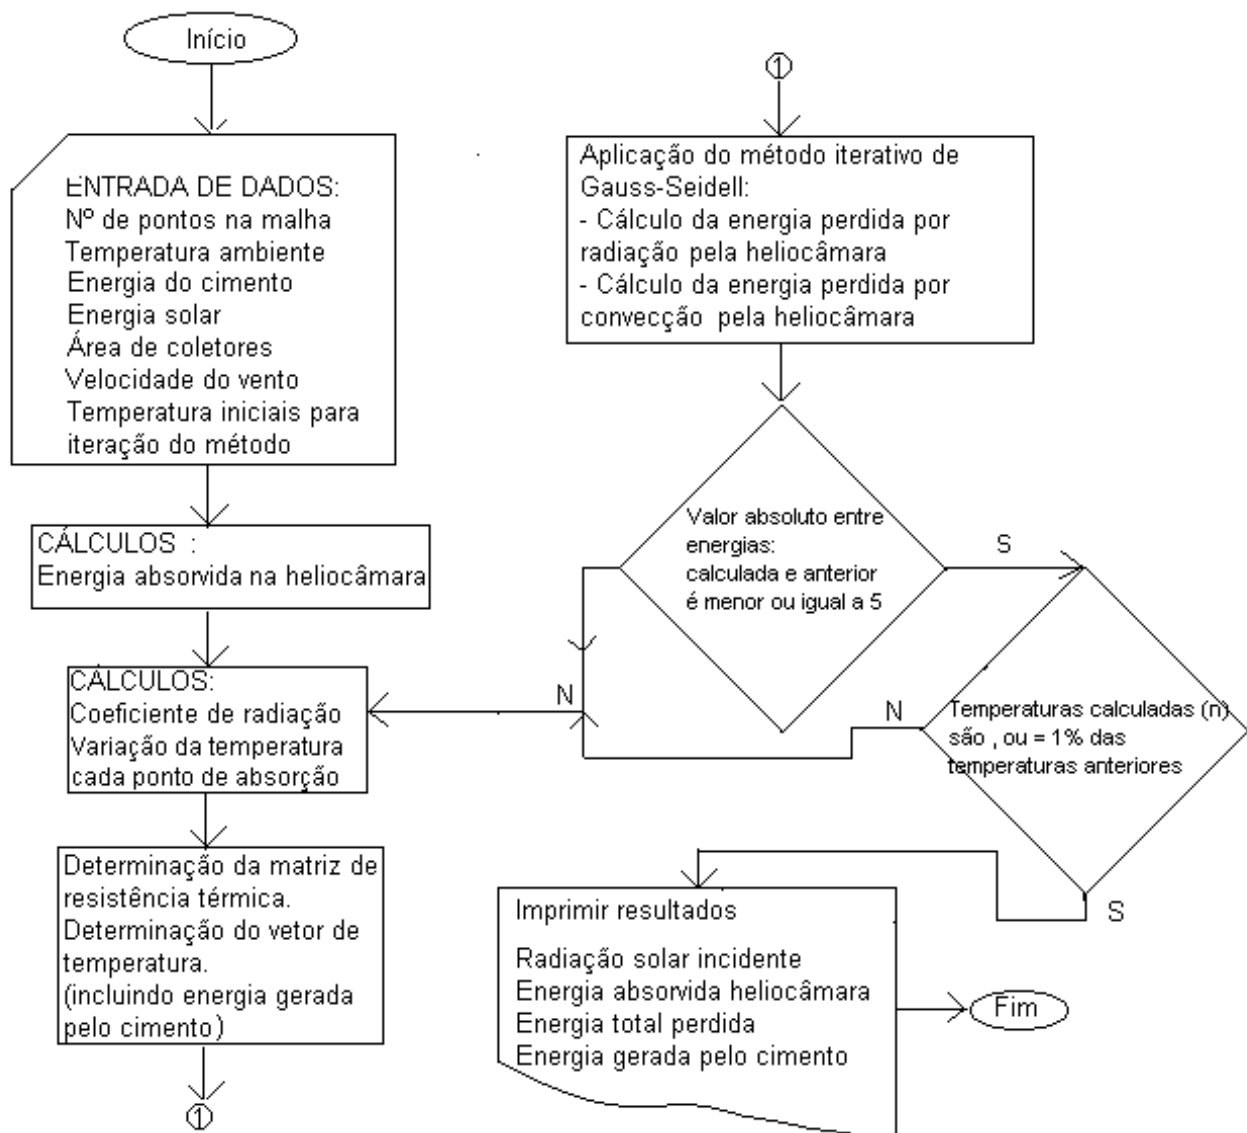 Início
ENTRADA DE DADOS:
Nº de pontos na malha
Temperatura ambiente
Energia do cimento
Energia solar
Área de coletores
Velocidade do vento
Temperatura iniciais para
iteração do método
CÁLCULOS :
Energia absorvida na heliocâmara
CÁLCULOS:
Coeficiente de radiação
Variação da temperatura
cada ponto de absorção
Determinação da matriz de
resistência térmica.
Determinação do vetor de
temperatura.
(incluindo energia gerada
pelo cimento)
1
1
Aplicação do método iterativo de
Gauss-Seidell:
- Cálculo da energia perdida por
radiação pela heliocâmara
- Cálculo da energia perdida por
convecção pela heliocâmara
Valor absoluto entre
energias:
calculada e anterior
é menor ou igual a 5
S
N
N
Temperaturas calculadas (n)
são , ou = 1% das
temperaturas anteriores
S
Imprimir resultados
Radiação solar incidente
Energia absorvida heliocâmara
Energia total perdida
Energia gerada pelo cimento
Fim